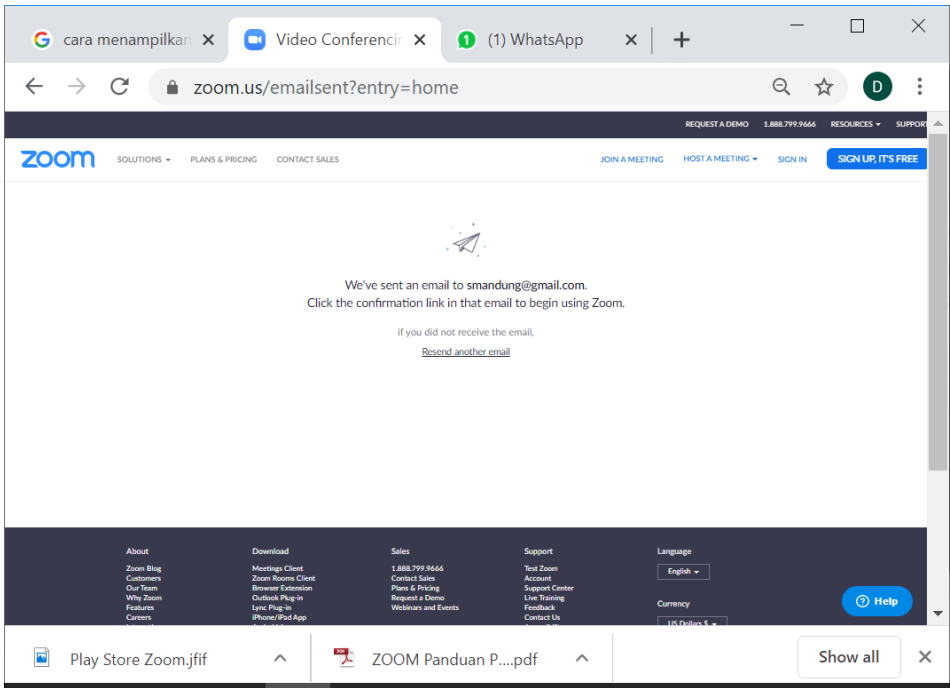 cara menampilkan
Video Conferencin
(1) WhatsApp
zoom.us/emailsent?entry=home
D
REQUEST A DEMO 1.888.799.9666 RESOURCES SUPPORT
zoom SOLUTIONS PLANS & PRICING CONTACT SALES JOIN A MEETING HOST A MEETING SIGN IN SIGN UP, IT'S FREE
We've sent an email to smandung@gmail.com.
Click the confirmation link in that email to begin using Zoom.
if you did not receive the email,
Resend another email
About
Zoom Blog
Customers
Our Team
Why Zoom
Features
Careers
Download
Meetings Client
Zoom Rooms Client
Browser Extension
Outlook Plug-in
Lync Plug-in
iPhone/iPad App
Sales
1.888.799.9666
Contact Sales
Plans & Pricing
Request a Demo
Webinars and Events
Support
Test Zoom
Account
Support Center
Live Training
Feedback
Contact Us
Language
English
Currency
US Dollars $
Help
Play Store Zoom.jfif
ZOOM Panduan P....pdf
Show all